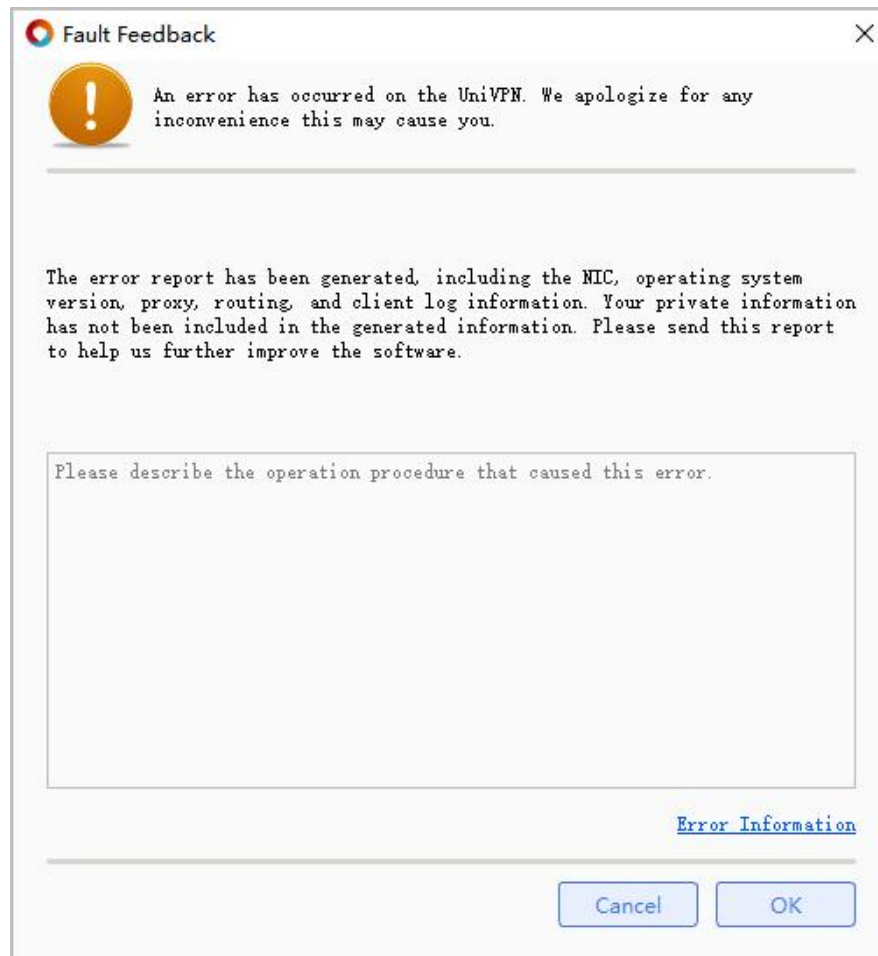 Fault Feedback
An error has occurred on the UniVPN. We apologize for any
inconvenience this may cause you.
The error report has been generated, including the NIC, operating system
version, proxy, routing, and client log information. Your private information
has not been included in the generated information. Please send this report
to help us further improve the software.
Please describe the operation procedure that caused this error.
Error Information
Cancel
OK